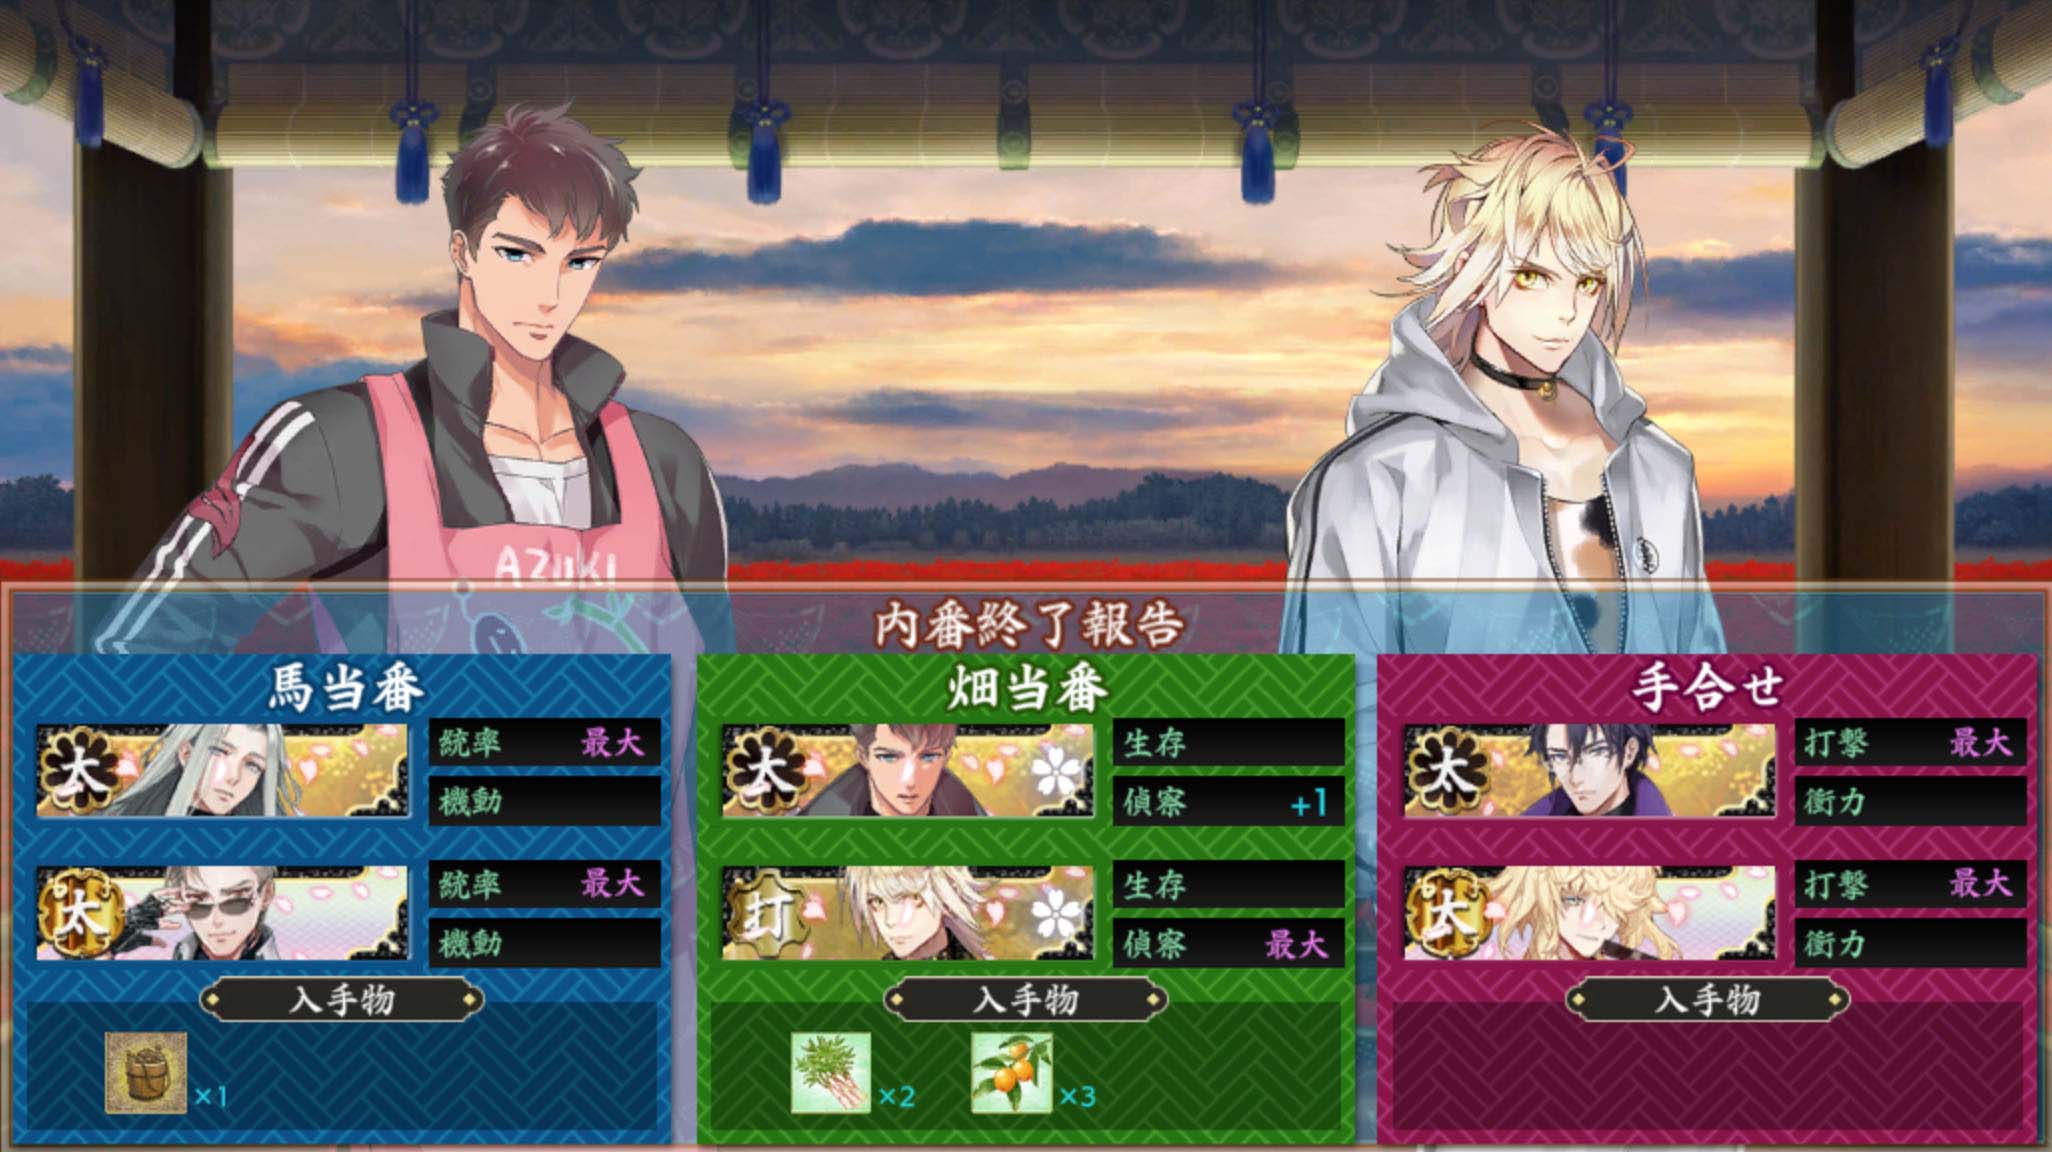 AZUKI
内番終了報告
馬当番
太
統率 最大
機動
太
統率 最大
機動
入手物
×1
畑当番
太
生存
偵察 +1
打
生存
偵察 最大
入手物
×2 ×3
手合せ
太
打撃 最大
衝力
太
打撃 最大
衝力
入手物